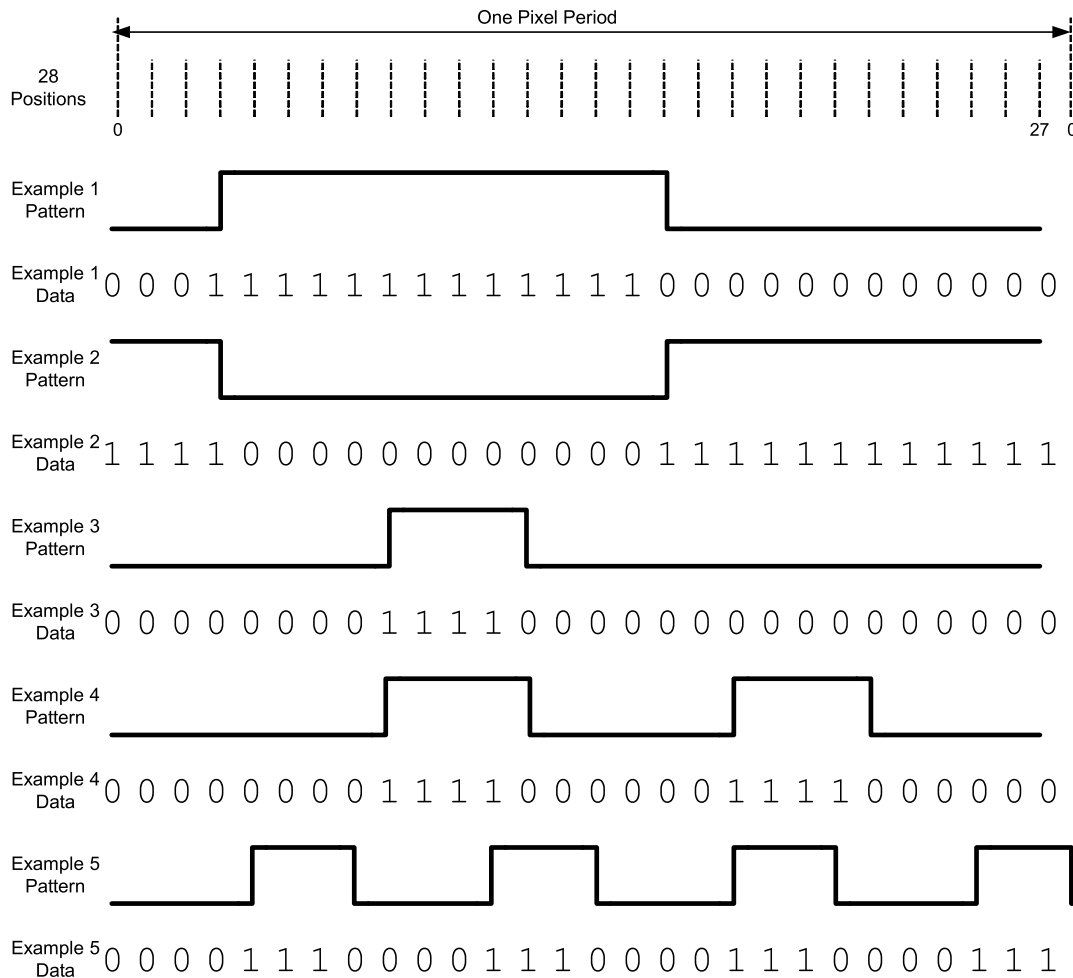 One Pixel Period
28
Positions
0 27 0
Example 1
Pattern
Example 1
Data
0 0 0 1 1 1 1 1 1 1 1 1 1 1 1 1 0 0 0 0 0 0 0 0 0 0 0 0
Example 2
Pattern
Example 2
Data
1 1 1 1 0 0 0 0 0 0 0 0 0 0 0 0 1 1 1 1 1 1 1 1 1 1 1 1
Example 3
Pattern
Example 3
Data
0 0 0 0 0 0 0 0 1 1 1 1 0 0 0 0 0 0 0 0 0 0 0 0 0 0 0 0
Example 4
Pattern
Example 4
Data
0 0 0 0 0 0 0 0 1 1 1 1 0 0 0 0 0 0 1 1 1 1 0 0 0 0 0 0
Example 5
Pattern
Example 5
Data
0 0 0 0 1 1 1 0 0 0 0 1 1 1 0 0 0 0 1 1 1 0 0 0 0 1 1 1